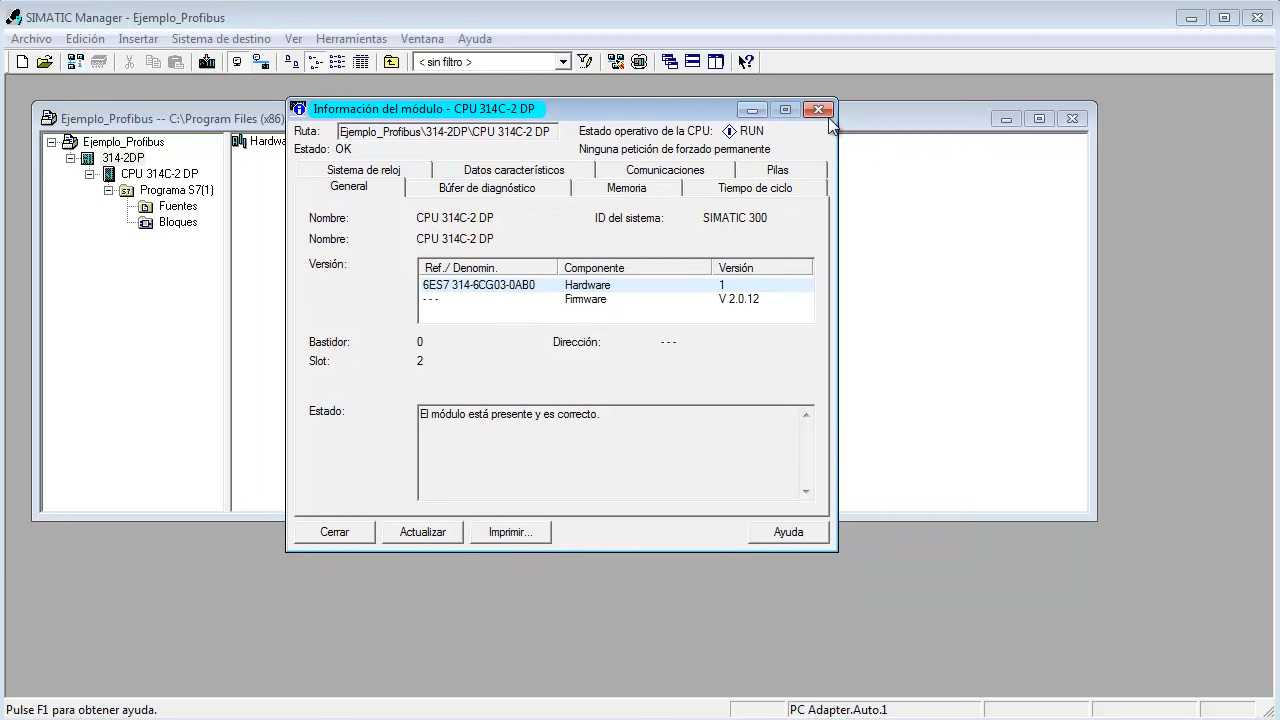 SIMATIC Manager - Ejemplo_Profibus
Archivo Edición Insertar Sistema de destino Ver Herramientas Ventana Ayuda
< sin filtro >
Ejemplo_Profibus -- C:\Program Files (x86)
Ejemplo_Profibus
314-2DP
CPU 314C-2 DP
Programa S7(1)
Fuentes
Bloques
Información del módulo - CPU 314C-2 DP
Ruta: Ejemplo_Profibus\314-2DP\CPU 314C-2 DP Estado operativo de la CPU: RUN
Estado: OK Ninguna petición de forzado permanente
Sistema de reloj Datos característicos Comunicaciones Pilas
General Búfer de diagnóstico Memoria Tiempo de ciclo
Nombre: CPU 314C-2 DP ID del sistema: SIMATIC 300
Nombre: CPU 314C-2 DP
Versión: Ref./ Denomin. Componente Versión
6ES7 314-6CG03-0AB0 Hardware 1
- - - Firmware V 2.0.12
Bastidor: 0 Dirección: - - -
Slot: 2
Estado: El módulo está presente y es correcto.
Cerrar Actualizar Imprimir... Ayuda
Pulse F1 para obtener ayuda. PC Adapter.Auto.1